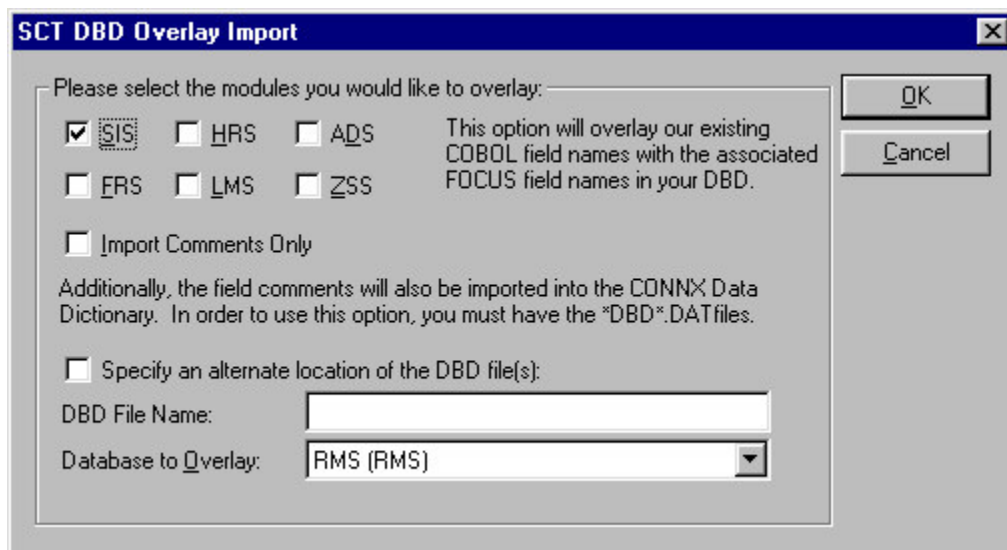 SCT DBD Overlay Import
Please select the modules you would like to overlay:
OK
SIS HRS ADS
This option will overlay our existing
COBOL field names with the associated
FOCUS field names in your DBD.
Cancel
FRS LMS ZSS
Import Comments Only
Additionally, the field comments will also be imported into the CONNX Data
Dictionary. In order to use this option, you must have the *DBD*.DATfiles.
Specify an alternate location of the DBD file(s):
DBD File Name:
Database to Overlay: RMS (RMS)